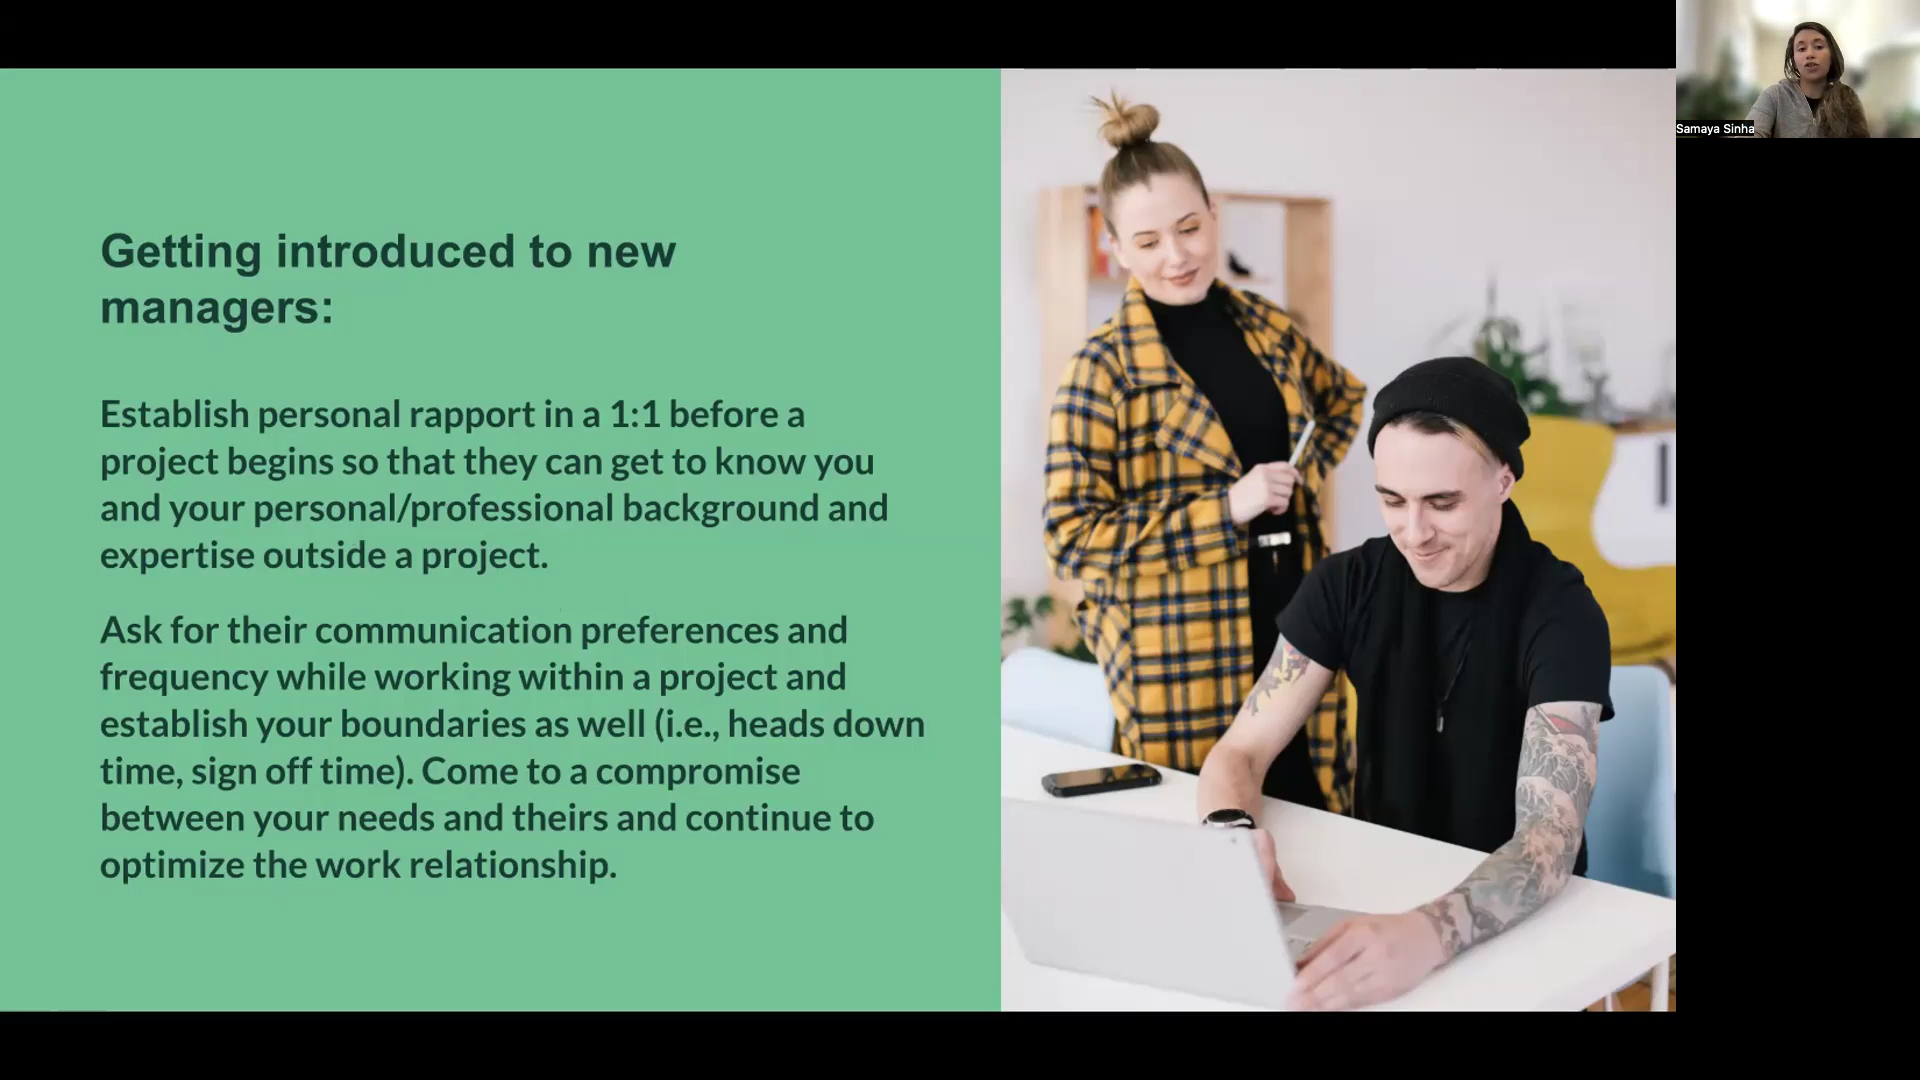 Getting introduced to new
managers:
Establish personal rapport in a 1:1 before a
project begins so that they can get to know you
and your personal/professional background and
expertise outside a project.
Ask for their communication preferences and
frequency while working within a project and
establish your boundaries as well (i.e., heads down
time, sign off time). Come to a compromise
between your needs and theirs and continue to
optimize the work relationship.
Samaya Sinha